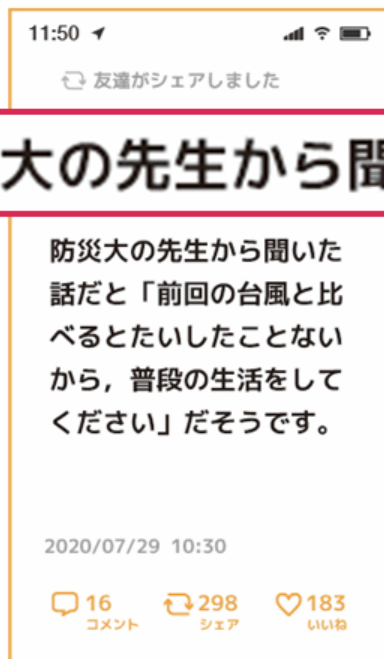 11:50
友達がシェアしました
大の先生から聞
防災大の先生から聞いた
話だと「前回の台風と比
べるとたいしたことない
から，普段の生活をして
ください」だそうです。
2020/07/29 10:30
16 298 183
コメント シェア いいね